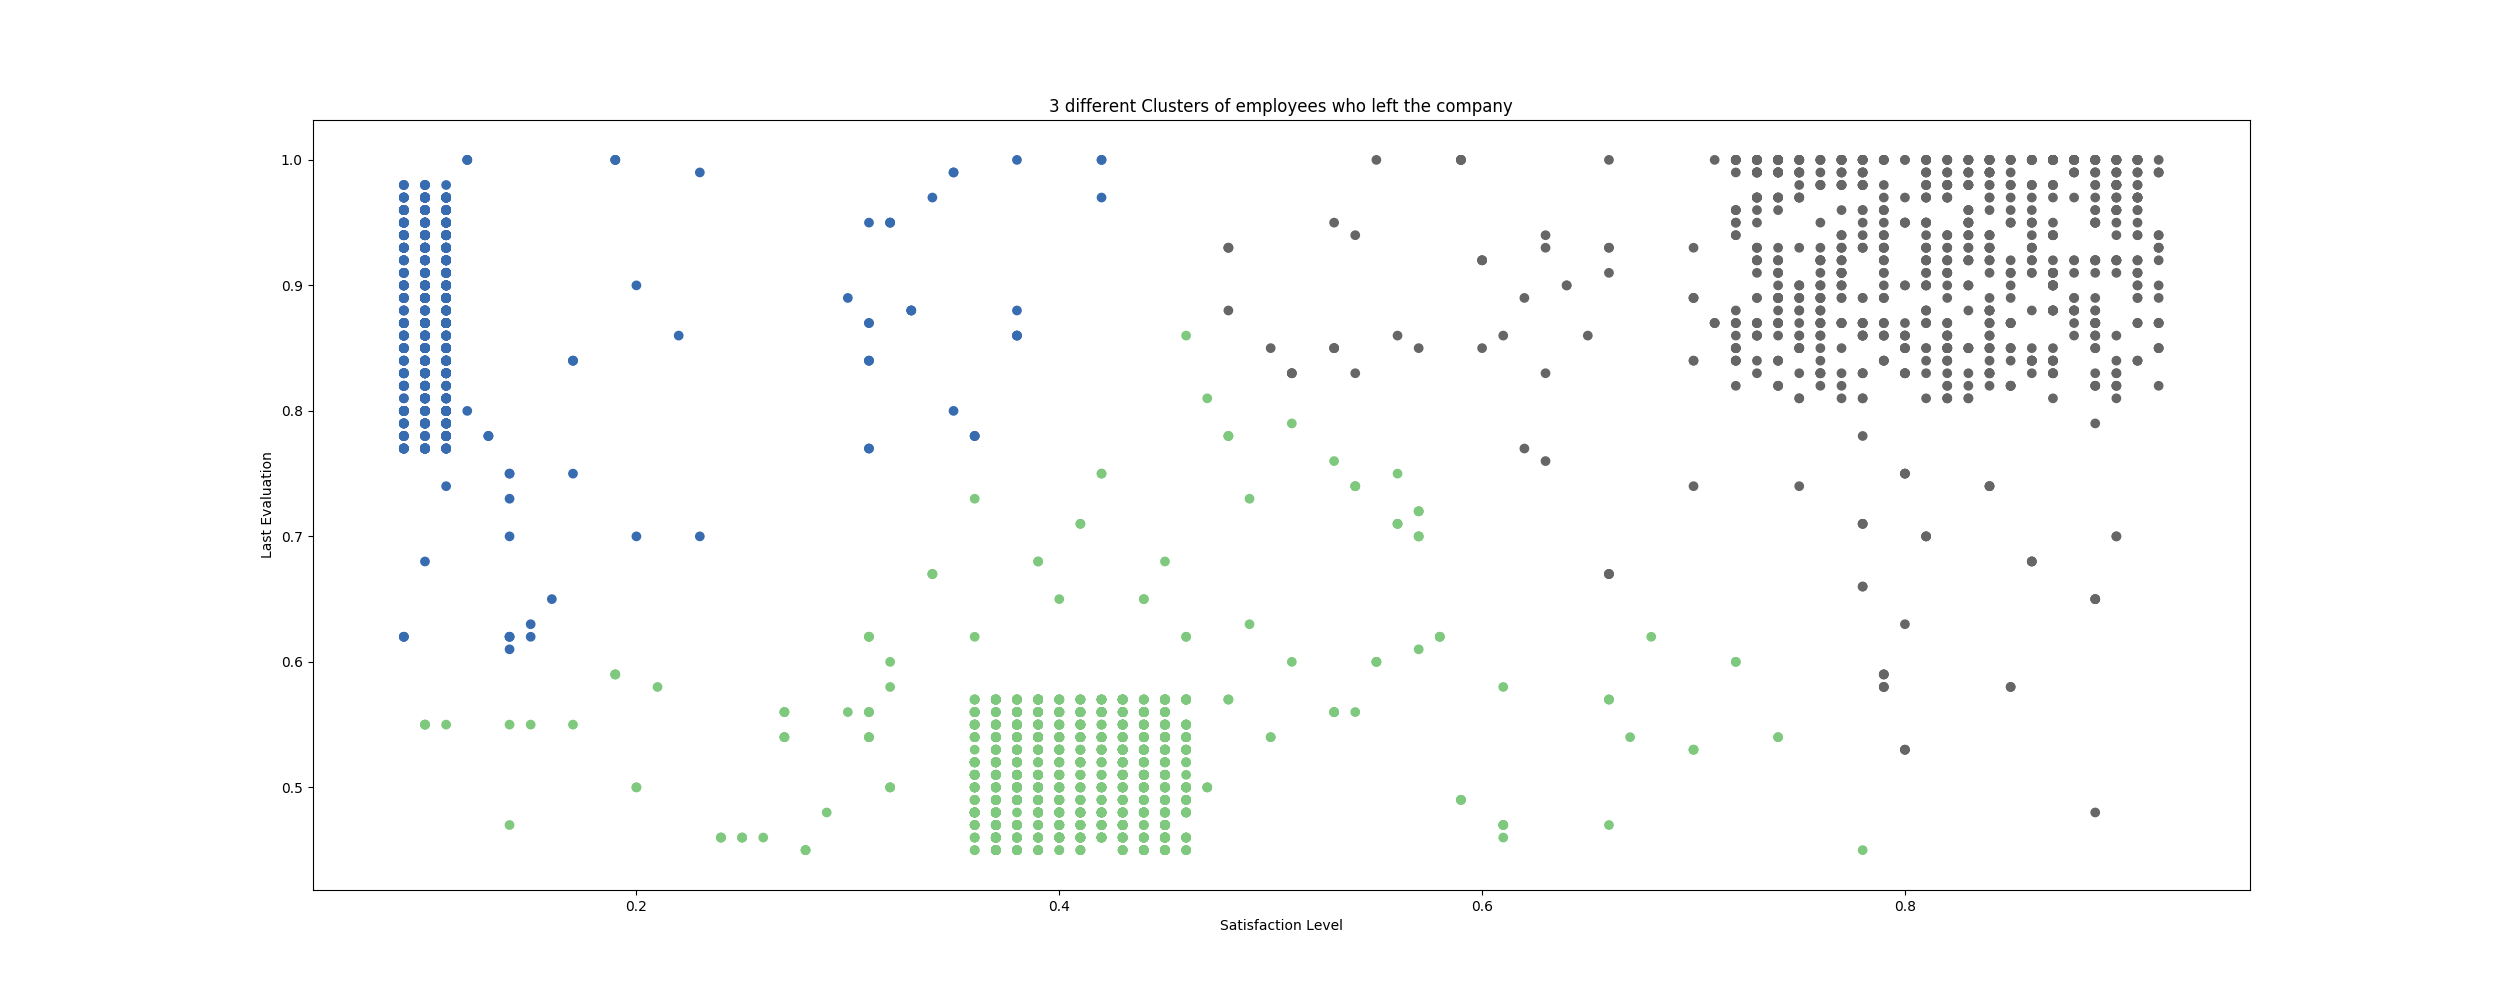 3 different Clusters of employees who left the company
1.0
0.9
0.8
0.7
0.6
0.5
Last Evaluation
0.2 0.4 0.6 0.8
Satisfaction Level